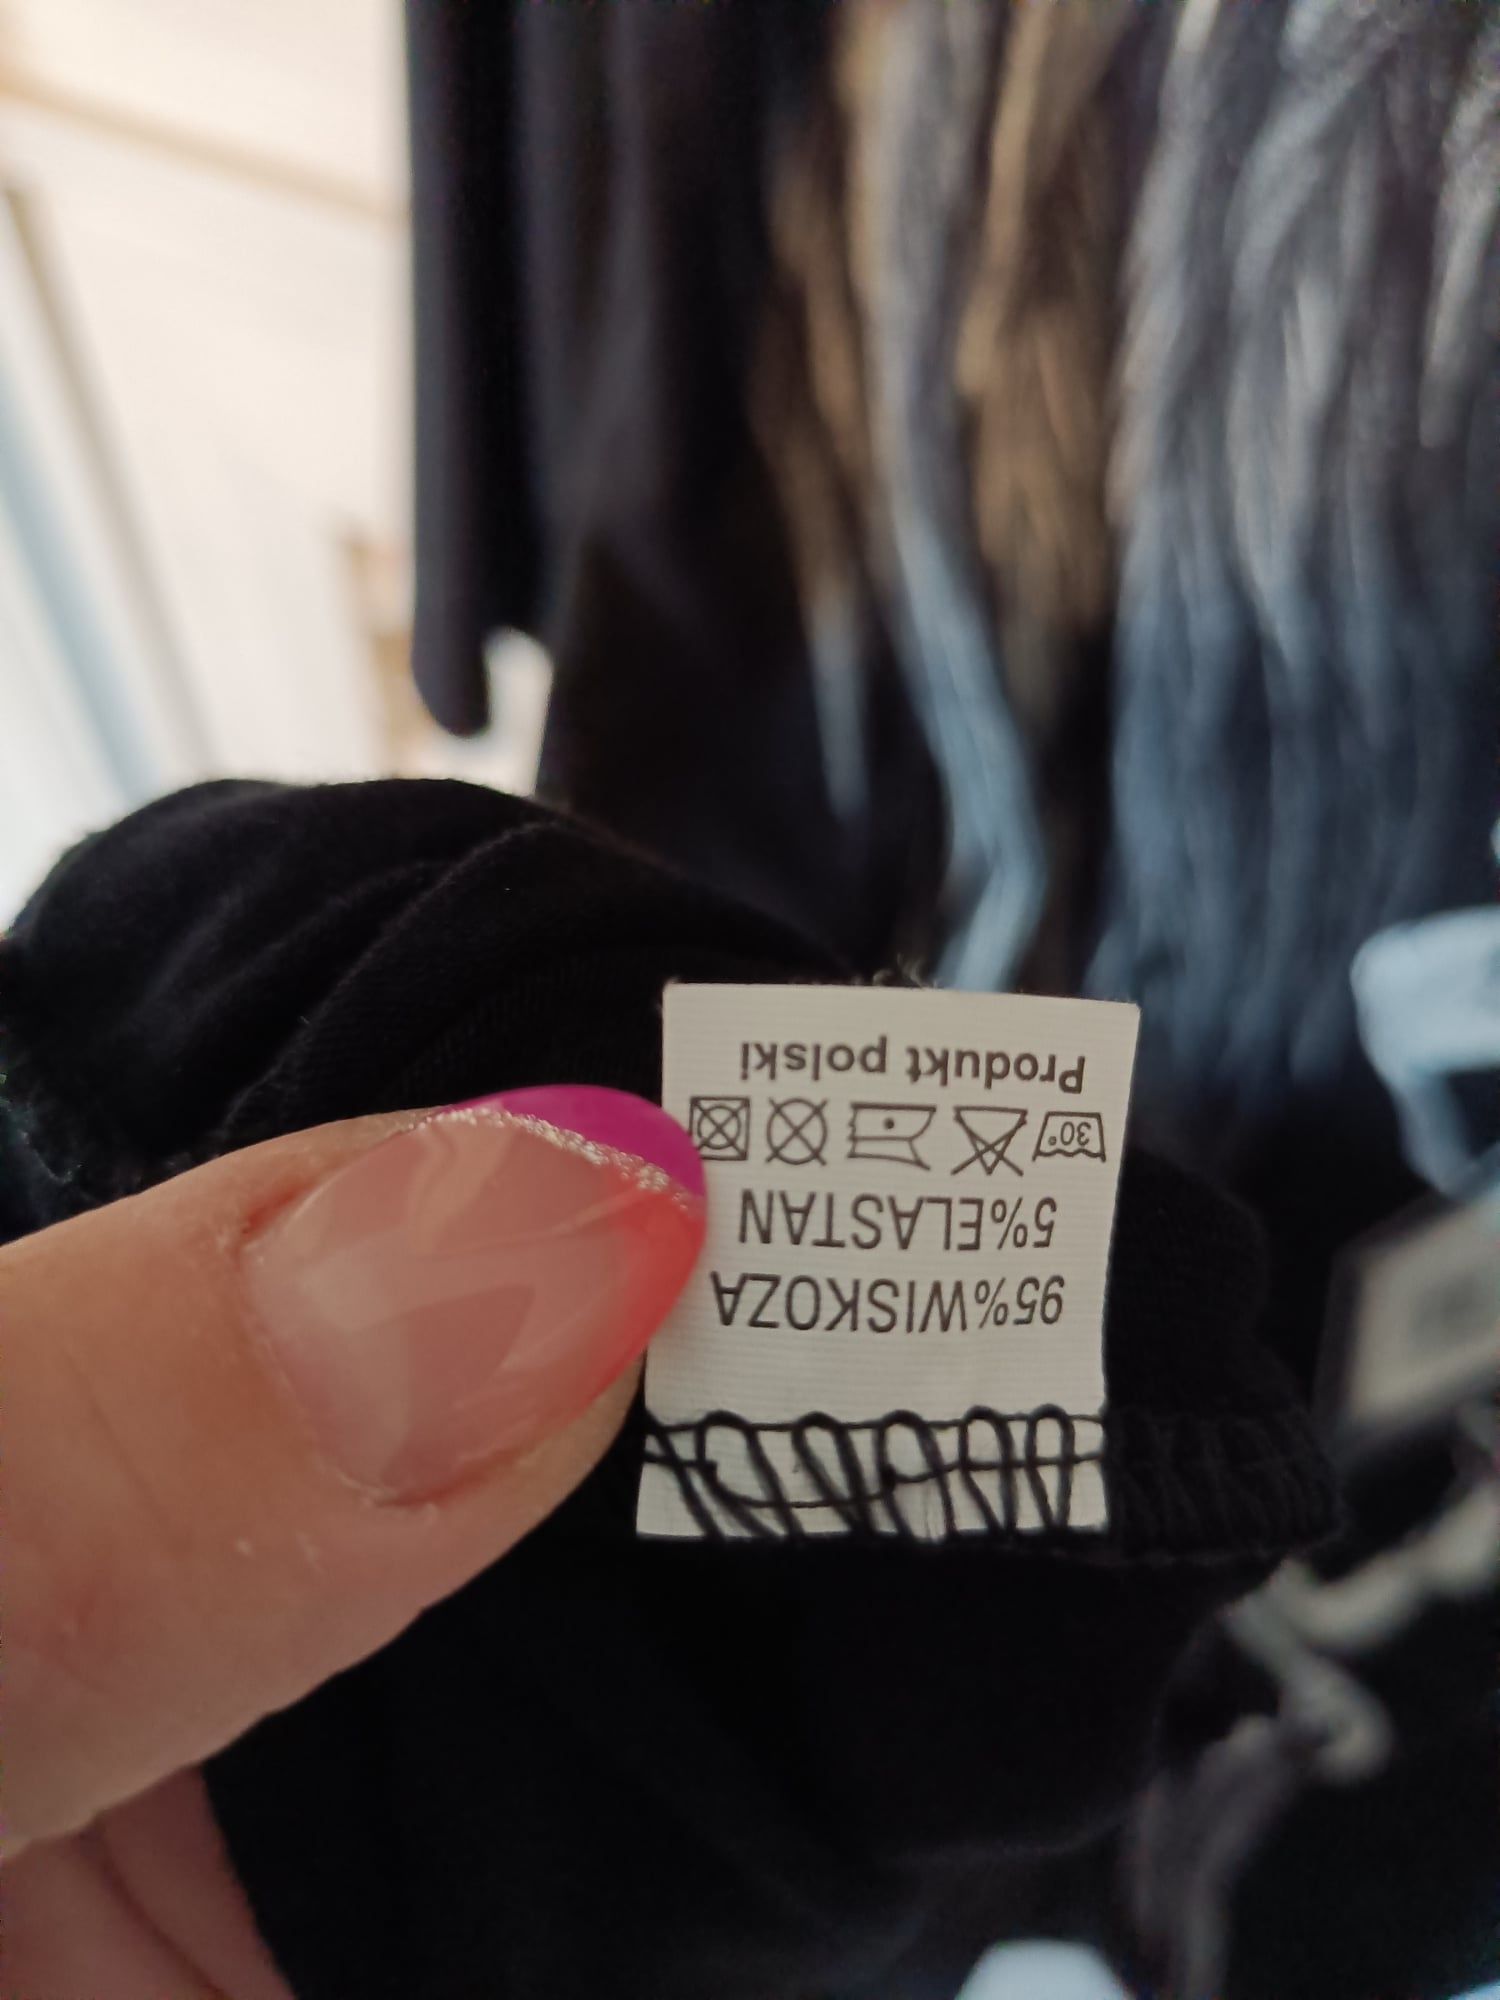 95%WISKOZA
5%ELASTAN
30°
Produkt polski